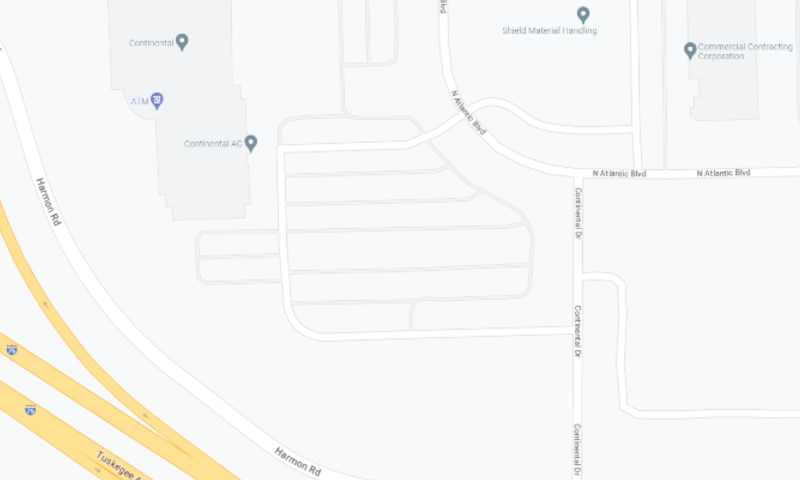 Blvd
Shield Material Handling
Continental
Commercial Contracting
Corporation
ATM
N Atlantic Blvd
Continental AG
N Atlantic Blvd
N Atlantic Blvd
Harmon Rd
Continental Dr
Continental Dr
75
75
Continental Dr
Tuskegee
Harmon Rd